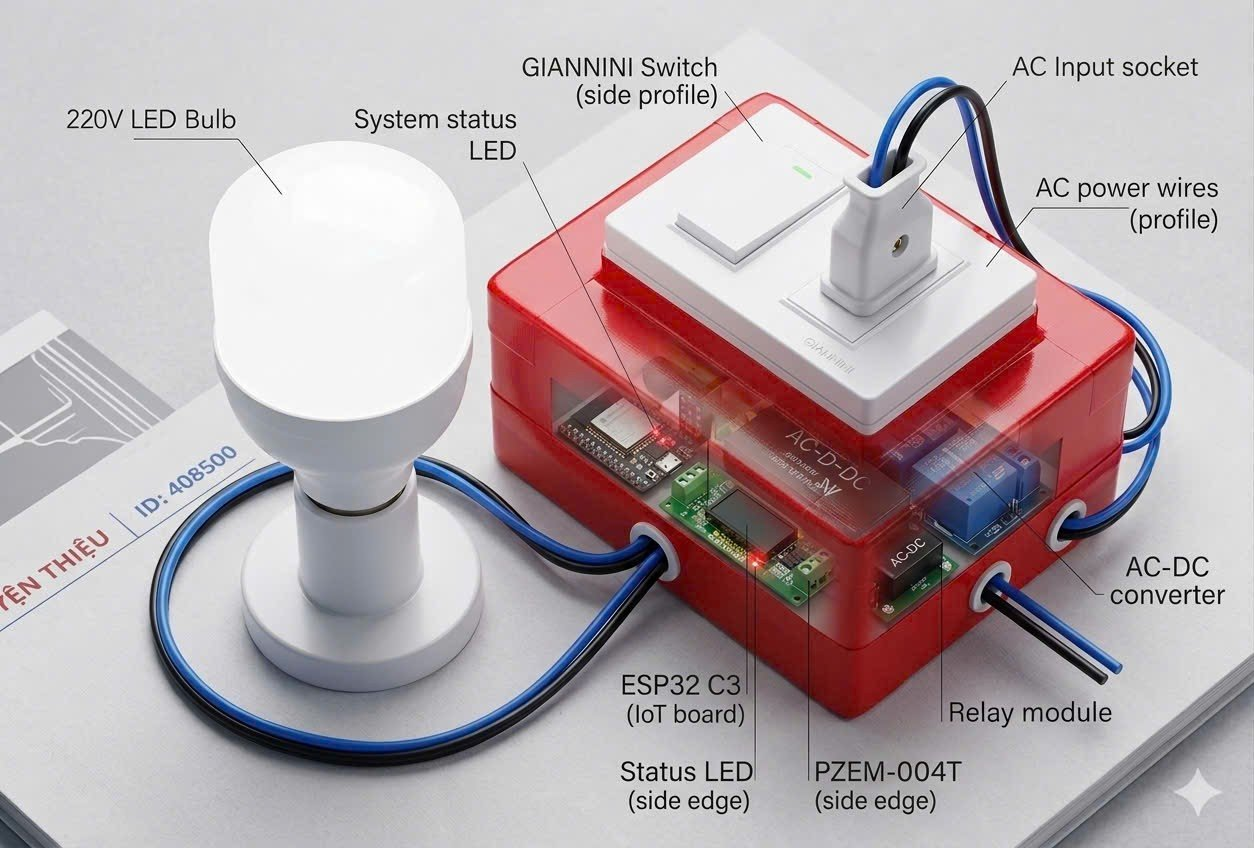 GIANNINI Switch
(side profile)
AC Input socket
220V LED Bulb
System status
LED
AC power wires
(profile)
GIANNINI
AC-D-DC
ID: 408500
YỆN THIỆU
AC-DC
AC-DC
converter
ESP32 C3
(IoT board)
Relay module
Status LED
(side edge)
PZEM-004T
(side edge)